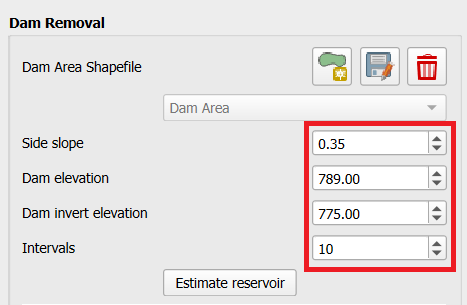 Dam Removal
Dam Area Shapefile
Dam Area
Side slope 0.35
Dam elevation 789.00
Dam invert elevation 775.00
Intervals 10
Estimate reservoir